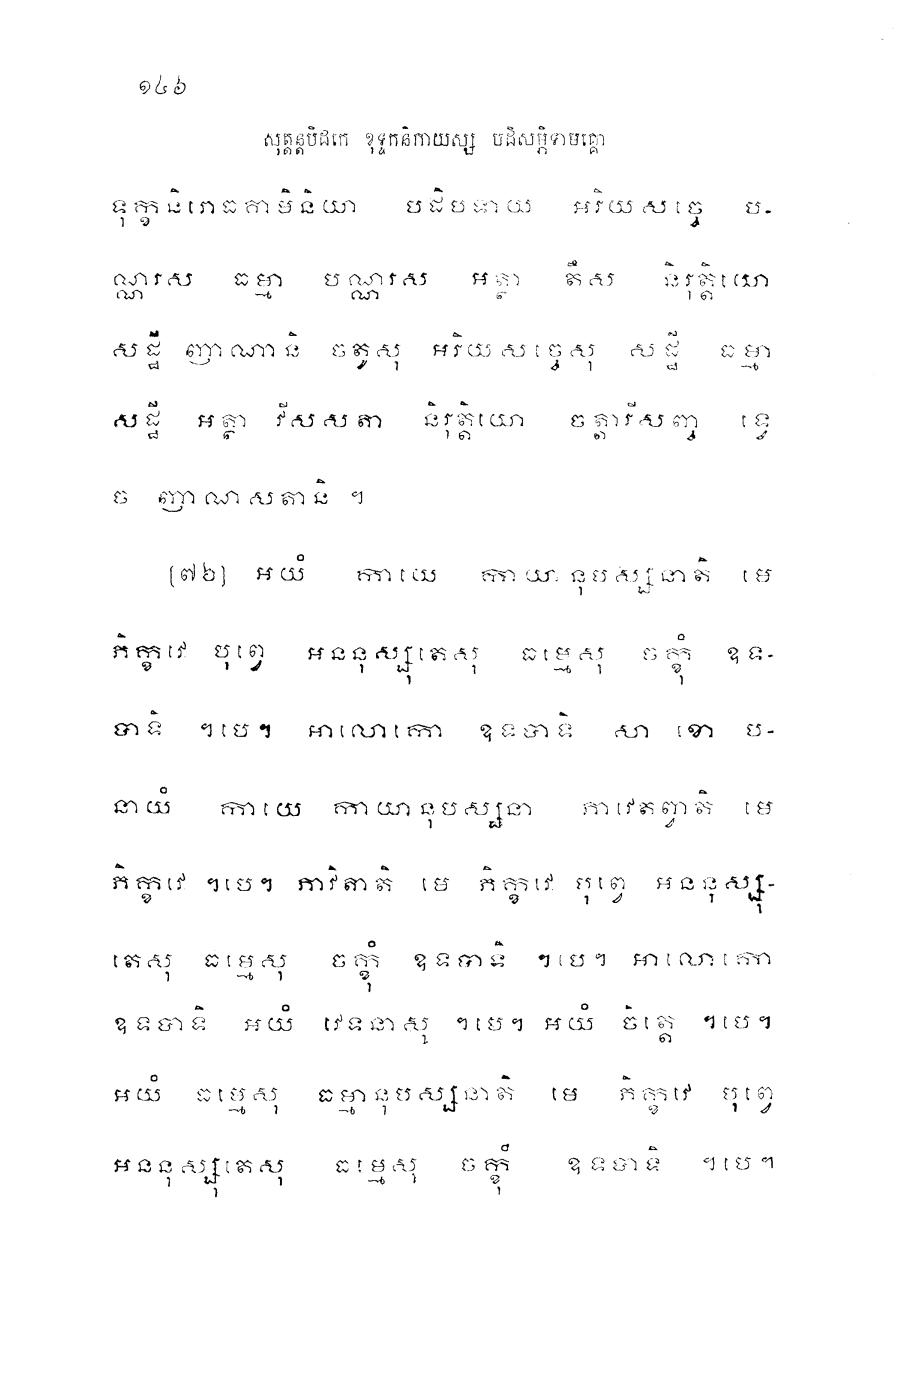 ១៤៦
សុត្តន្តបិដកេ ខុទ្ទកនិកាយស្ស បដិសម្ភិទាមគ្គោ
ទុក្ខនិរោធគាមិនិយា បដិបទាយ អរិយសច្ចេ ប-
ណ្ណរស ធម្មា បណ្ណរស អត្ថា តឹស និរុត្តិយោ
សដ្ឋី ញាណានិ ចតូសុ អរិយសច្ចេសុ សដ្ឋី ធម្មា
សដ្ឋី អត្ថា វីសសតា និរុត្តិយោ ចត្តារីសញ្ច ទ្វេ
ច ញាណសតានិ ។
[៧៦] អយំ កាយេ កាយានុបស្សនាតិ មេ
ភិក្ខវេ បុព្វេ អននុស្សុតេសុ ធម្មេសុ ចក្ខុំ ឧទ-
បាទិ ។បេ។ អាលោកោ ឧទបាទិ សា ខោ ប-
នាយំ កាយេ កាយានុបស្សនា ភាវេតព្វាតិ មេ
ភិក្ខវេ ។បេ។ ភាវិតាតិ មេ ភិក្ខវេ បុព្វេ អននុស្សុ-
តេសុ ធម្មេសុ ចក្ខុំ ឧទបាទិ ។បេ។ អាលោកោ
ឧទបាទិ អយំ វេទនាសុ ។បេ។ អយំ ចិត្តេ ។បេ។
អយំ ធម្មេសុ ធម្មានុបស្សនាតិ មេ ភិក្ខវេ បុព្វេ
អននុស្សុតេសុ ធម្មេសុ ចក្ខុំ ឧទបាទិ ។បេ។